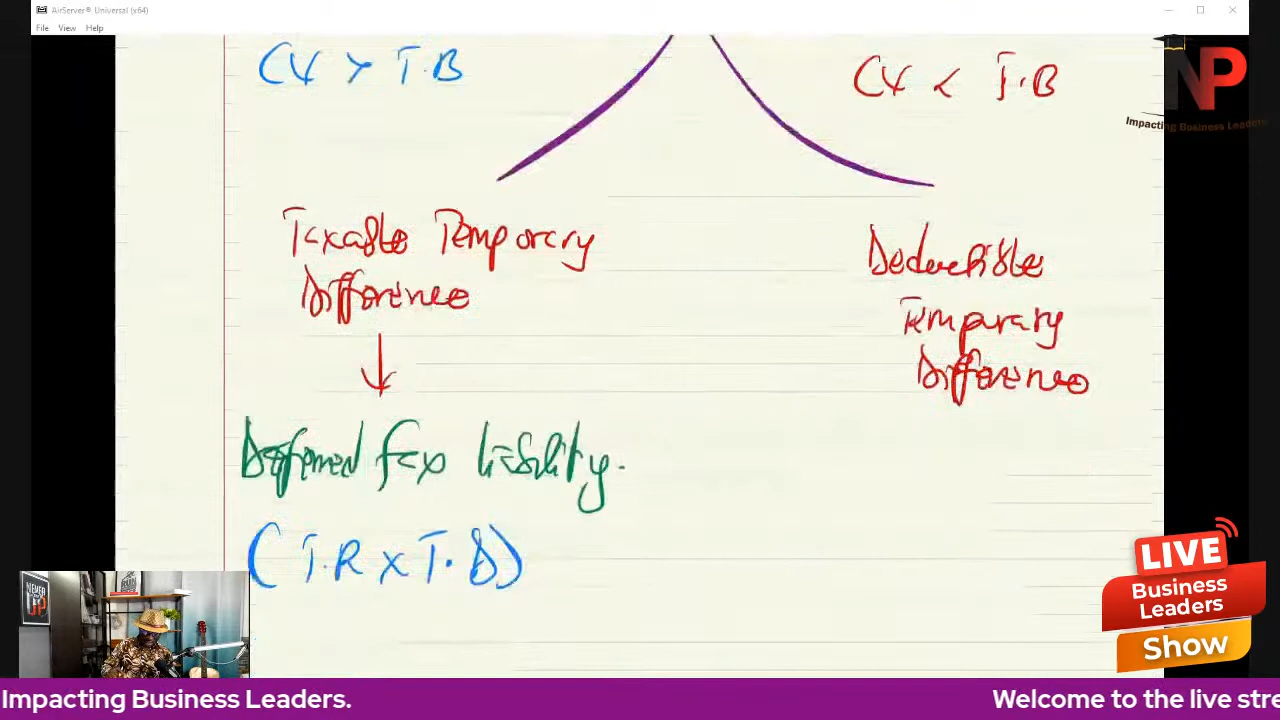 AirServer® Universal (x64)
File View Help
CV > T.B
CV < T.B
NP
Impacting Business Leaders
Taxable Temporary
Difference
Deductible
Temporary
Difference
Deferred tax liability.
(T.R x T.D)
LIVE
Business
Leaders
Show
Impacting Business Leaders.
Welcome to the live stre